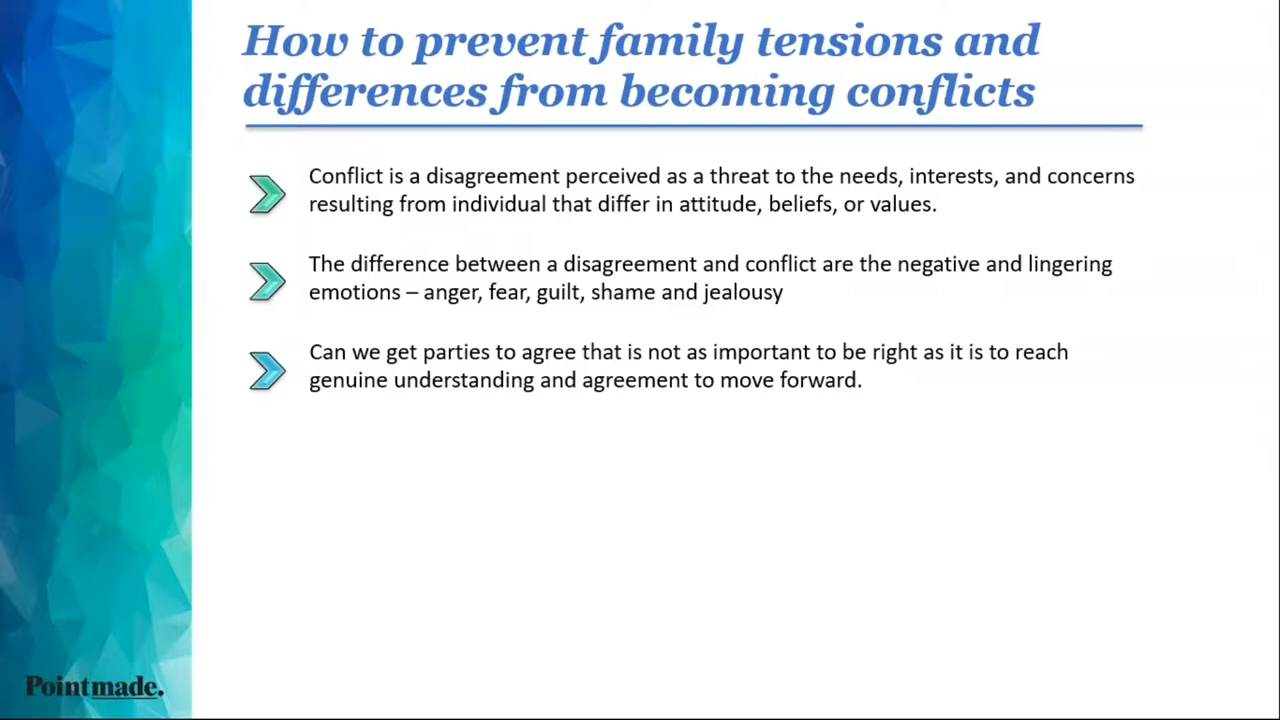 How to prevent family tensions and
differences from becoming conflicts
Conflict is a disagreement perceived as a threat to the needs, interests, and concerns
resulting from individual that differ in attitude, beliefs, or values.
The difference between a disagreement and conflict are the negative and lingering
emotions – anger, fear, guilt, shame and jealousy
Can we get parties to agree that is not as important to be right as it is to reach
genuine understanding and agreement to move forward.
Pointmade.